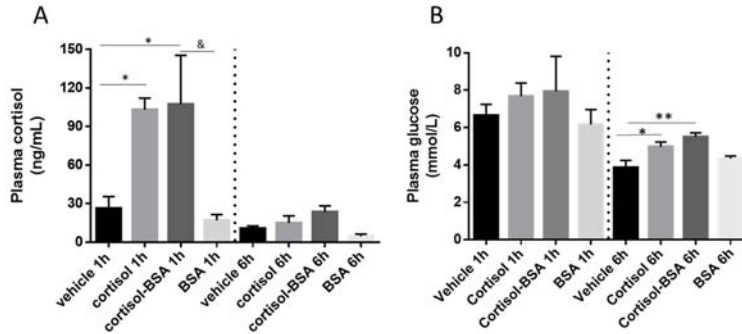 A
Plasma cortisol
(ng/mL)
150
120
90
60
30
0
*
*
&
vehicle 1h
cortisol 1h
cortisol-BSA 1h
BSA 1h
vehicle 6h
cortisol 6h
cortisol-BSA 6h
BSA 6h
B
Plasma glucose
(mmol/L)
10
8
6
4
2
0
**
*
Vehicle 1h
Cortisol 1h
Cortisol-BSA 1h
BSA 1h
Vehicle 6h
Cortisol 6h
Cortisol-BSA 6h
BSA 6h